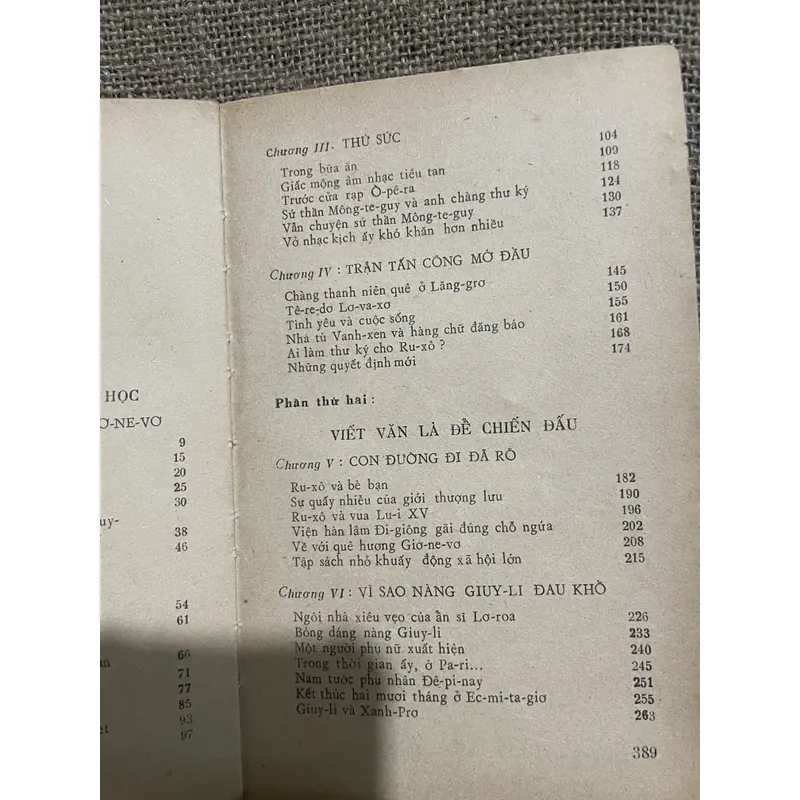 HỌC
Ơ-NE-VƠ
9
15
20
25
30
uy-
38
46
54
61
66
71
77
85
93
97
Chương III. THỬ SỨC
Trong bữa ăn 104
Giấc mộng âm nhạc tiêu tan 109
Trước cửa rạp Ô-pê-ra 118
Sứ thần Mông-te-guy và anh chàng thư ký 124
Vẫn chuyện sứ thần Mông-te-guy 130
Vở nhạc kịch ấy khó khăn hơn nhiều 137
Chương IV : TRẬN TẤN CÔNG MỞ ĐẦU
Chàng thanh niên quê ở Lăng-grơ 145
Tê-re-dơ Lơ-va-xơ 150
Tình yêu và cuộc sống 155
Nhà tù Vanh-xen và hàng chữ đăng báo 161
Ai làm thư ký cho Ru-xô ? 168
Những quyết định mới 174
Phần thứ hai :
VIẾT VĂN LÀ ĐỂ CHIẾN ĐẤU
Chương V : CON ĐƯỜNG ĐI ĐÃ RÕ
Ru-xô và bè bạn 182
Sự quấy nhiễu của giới thượng lưu 190
Ru-xô và vua Lu-i XV 196
Viện hàn lâm Đi-giông gãi đúng chỗ ngứa 202
Về với quê hương Giơ-ne-vơ 208
Tập sách nhỏ khuấy động xã hội lớn 215
Chương VI : VÌ SAO NÀNG GIUY-LI ĐAU KHỔ
Ngôi nhà xiêu vẹo của ẩn sĩ Lơ-roa 226
Bóng dáng nàng Giuy-li 233
Một người phụ nữ xuất hiện 240
Trong thời gian ấy, ở Pa-ri... 245
Nam tước phu nhân Đê-pi-nay 251
Kết thúc hai mươi tháng ở Ec-mi-ta-giơ 255
Giuy-li và Xanh-Prơ 263
389